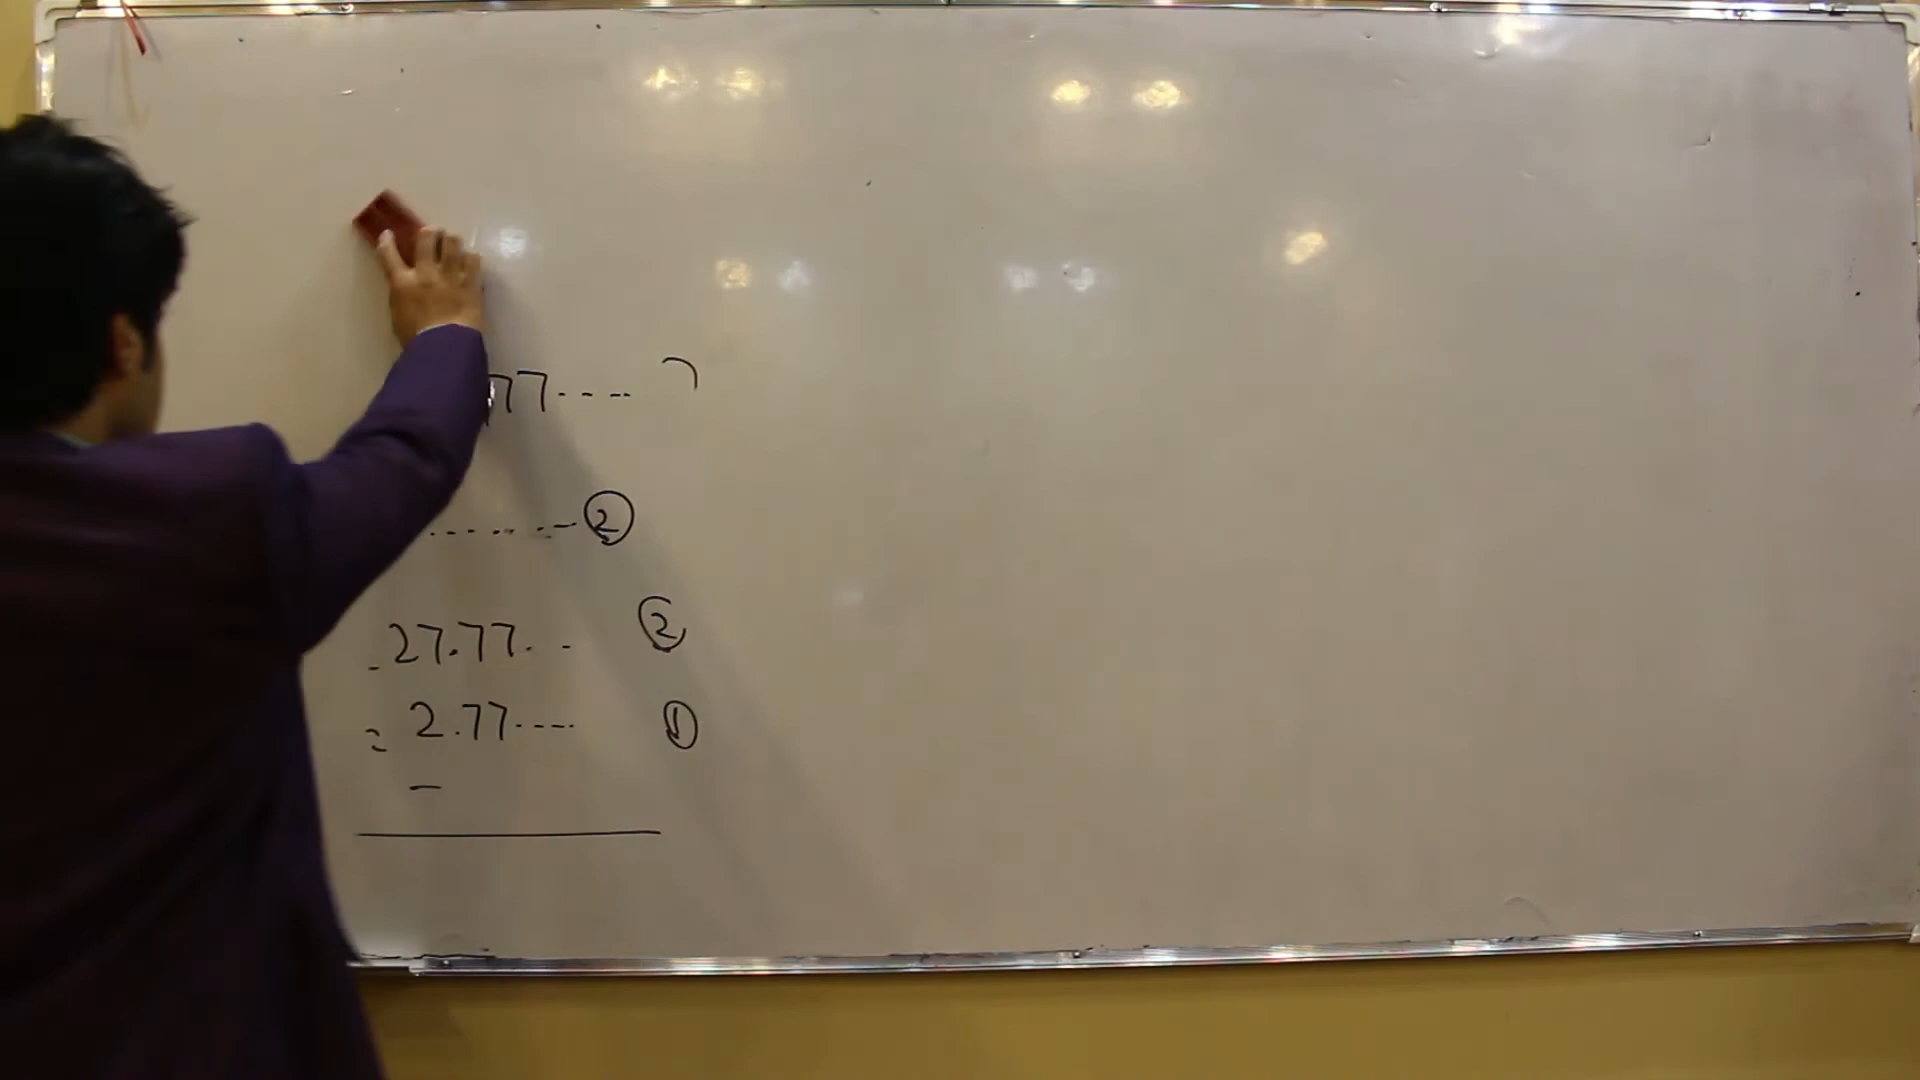 77....
........- ②
- 27.77. .. ②
= 2.77.... ①
-